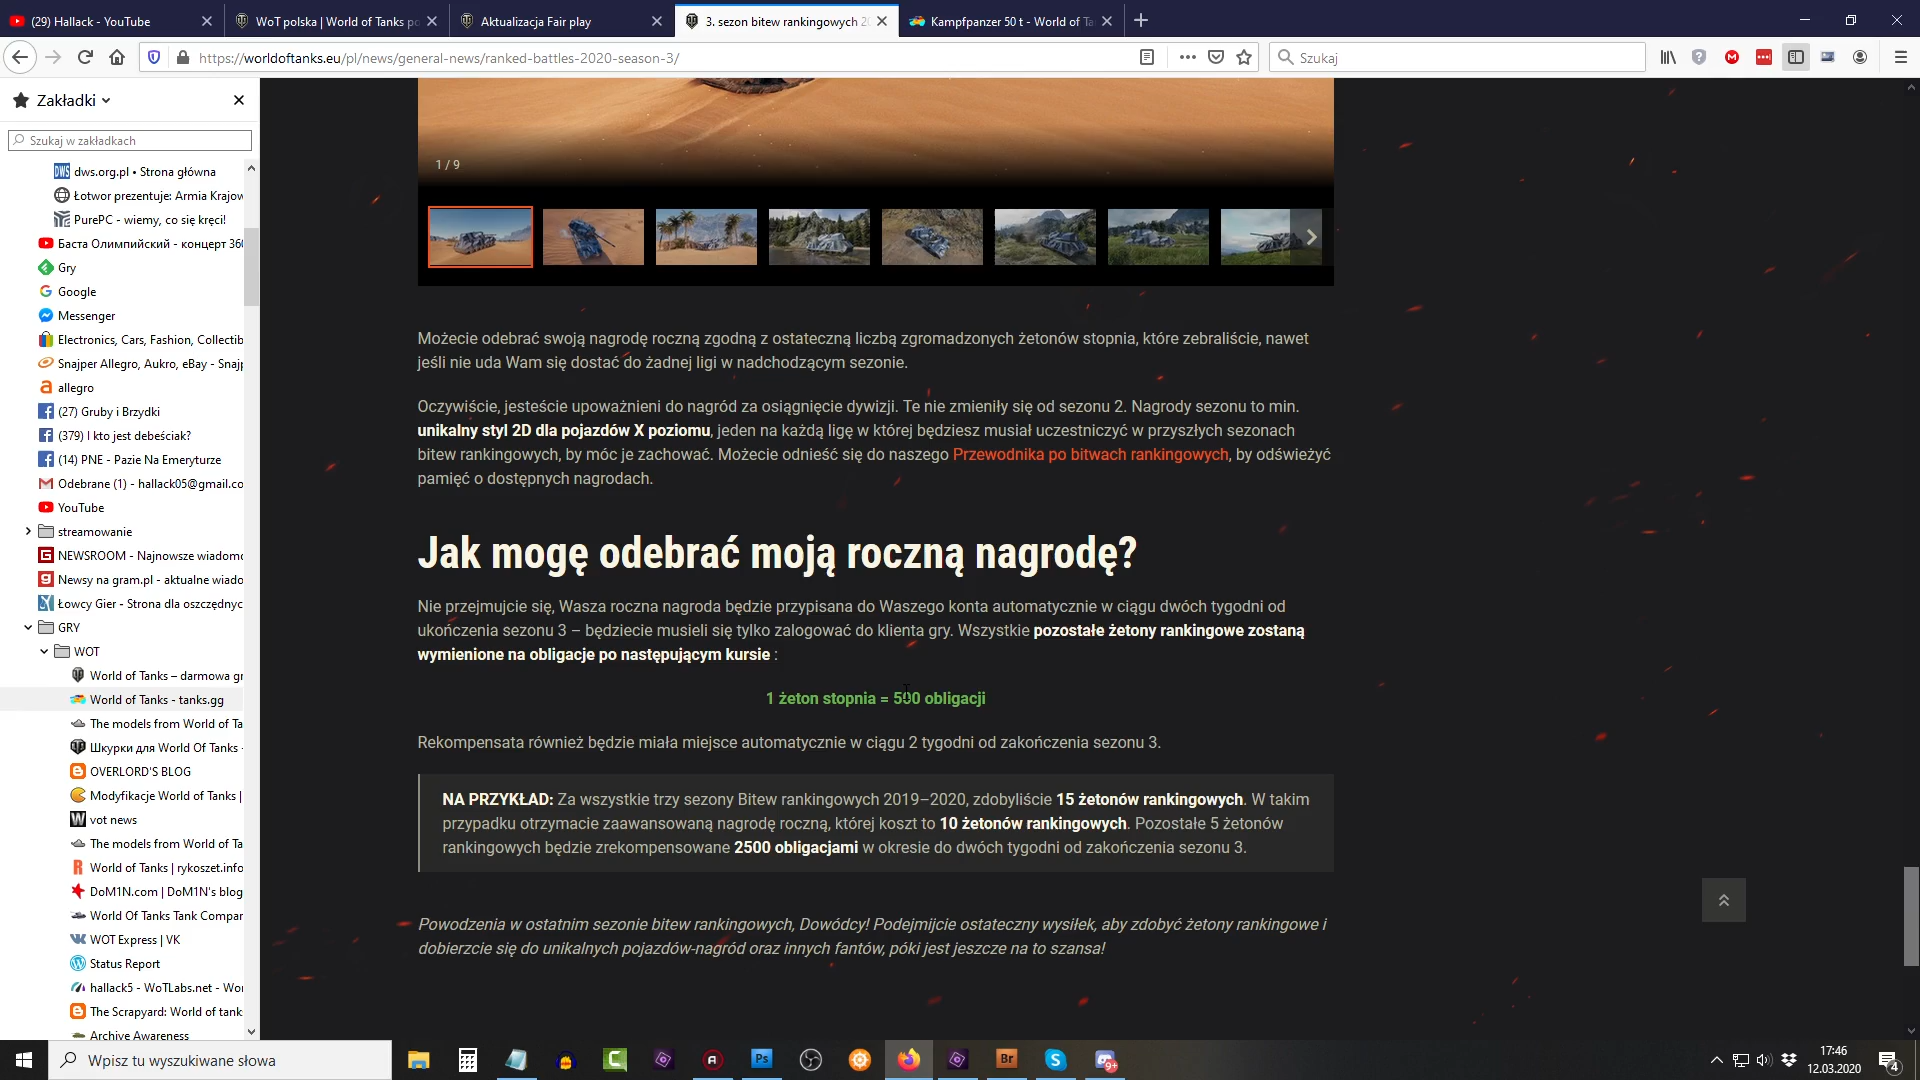 (29) Hallack - YouTube
WoT polska | World of Tanks po
Aktualizacja Fair play
3. sezon bitew rankingowych 2
Kampfpanzer 50 t - World of Ta
https://worldoftanks.eu/pl/news/general-news/ranked-battles-2020-season-3/
Szukaj
Zakładki
Szukaj w zakładkach
dws.org.pl • Strona główna
Łotwor prezentuje: Armia Krajow
PurePC - wiemy, co się kręci!
Баста Олимпийский - концерт 36
Gry
Google
Messenger
Electronics, Cars, Fashion, Collectib
Snajper Allegro, Aukro, eBay - Snaj
allegro
(27) Gruby i Brzydki
(379) I kto jest debeściak?
(14) PNE - Pazie Na Emeryturze
Odebrane (1) - hallack05@gmail.co
YouTube
streamowanie
NEWSROOM - Najnowsze wiadomo
Newsy na gram.pl - aktualne wiado
Łowcy Gier - Strona dla oszczędnyc
GRY
WOT
World of Tanks – darmowa gr
World of Tanks - tanks.gg
The models from World of Ta
Шкурки для World Of Tanks -
OVERLORD'S BLOG
Modyfikacje World of Tanks |
vot news
The models from World of Ta
World of Tanks | rykoszet.info
DoM1N.com | DoM1N's blog
World Of Tanks Tank Compar
WOT Express | VK
Status Report
hallack5 - WoTLabs.net - Wor
The Scrapyard: World of tank
Archive Awareness
1 / 9
Możecie odebrać swoją nagrodę roczną zgodną z ostateczną liczbą zgromadzonych żetonów stopnia, które zebraliście, nawet
jeśli nie uda Wam się dostać do żadnej ligi w nadchodzącym sezonie.
Oczywiście, jesteście upoważnieni do nagród za osiągnięcie dywizji. Te nie zmieniły się od sezonu 2. Nagrody sezonu to min.
unikalny styl 2D dla pojazdów X poziomu, jeden na każdą ligę w której będziesz musiał uczestniczyć w przyszłych sezonach
bitew rankingowych, by móc je zachować. Możecie odnieść się do naszego Przewodnika po bitwach rankingowych, by odświeżyć
pamięć o dostępnych nagrodach.
Jak mogę odebrać moją roczną nagrodę?
Nie przejmujcie się, Wasza roczna nagroda będzie przypisana do Waszego konta automatycznie w ciągu dwóch tygodni od
ukończenia sezonu 3 – będziecie musieli się tylko zalogować do klienta gry. Wszystkie pozostałe żetony rankingowe zostaną
wymienione na obligacje po następującym kursie :
1 żeton stopnia = 500 obligacji
Rekompensata również będzie miała miejsce automatycznie w ciągu 2 tygodni od zakończenia sezonu 3.
NA PRZYKŁAD: Za wszystkie trzy sezony Bitew rankingowych 2019–2020, zdobyliście 15 żetonów rankingowych. W takim
przypadku otrzymacie zaawansowaną nagrodę roczną, której koszt to 10 żetonów rankingowych. Pozostałe 5 żetonów
rankingowych będzie zrekompensowane 2500 obligacjami w okresie do dwóch tygodni od zakończenia sezonu 3.
Powodzenia w ostatnim sezonie bitew rankingowych, Dowódcy! Podejmijcie ostateczny wysiłek, aby zdobyć żetony rankingowe i
dobierzcie się do unikalnych pojazdów-nagród oraz innych fantów, póki jest jeszcze na to szansa!
Wpisz tu wyszukiwane słowa
Ps
Br
9+
17:46
12.03.2020
4